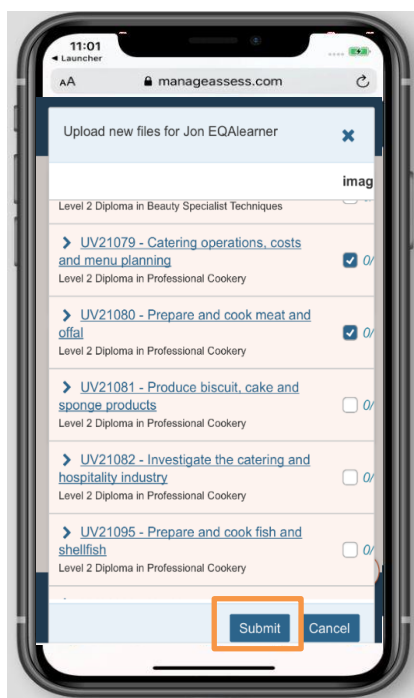 11:01
◄ Launcher
AA manageassess.com
Upload new files for Jon EQAlearner
imag
Level 2 Diploma in Beauty Specialist Techniques
UV21079 - Catering operations, costs
and menu planning
0/
Level 2 Diploma in Professional Cookery
UV21080 - Prepare and cook meat and
offal
0/
Level 2 Diploma in Professional Cookery
UV21081 - Produce biscuit, cake and
sponge products
0/
Level 2 Diploma in Professional Cookery
UV21082 - Investigate the catering and
hospitality industry
0/
Level 2 Diploma in Professional Cookery
UV21095 - Prepare and cook fish and
shellfish
0/
Level 2 Diploma in Professional Cookery
Submit Cancel